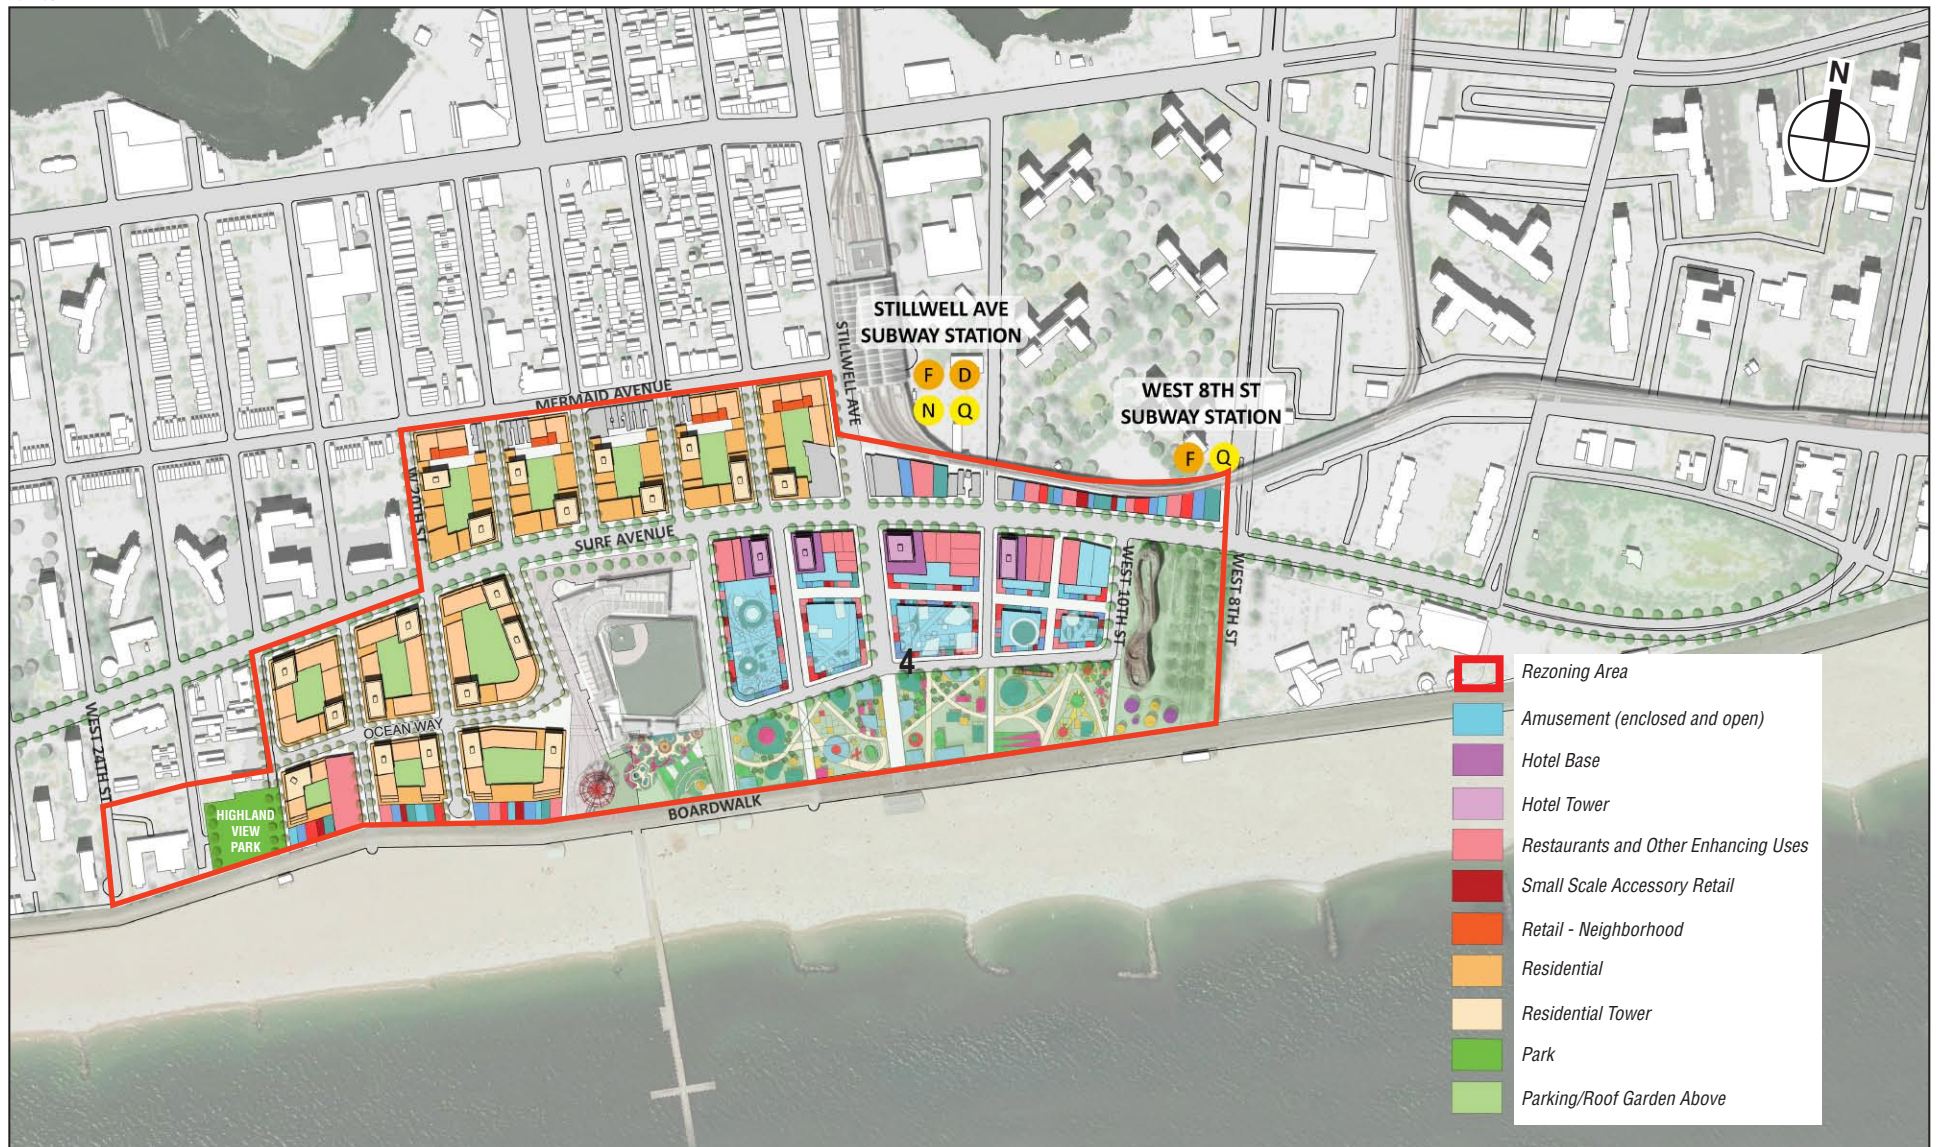 N
STILLWELL AVE
SUBWAY STATION
F D
N Q
WEST 8TH ST
SUBWAY STATION
F Q
STILLWELL AVE
MERMAID AVENUE
W 20TH ST
SURF AVENUE
WEST 10TH ST
WEST 8TH ST
4
OCEAN WAY
WEST 24TH ST
HIGHLAND
VIEW
PARK
BOARDWALK
Rezoning Area
Amusement (enclosed and open)
Hotel Base
Hotel Tower
Restaurants and Other Enhancing Uses
Small Scale Accessory Retail
Retail - Neighborhood
Residential
Residential Tower
Park
Parking/Roof Garden Above